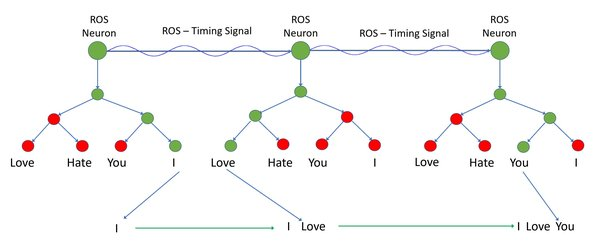 ROS
Neuron
ROS – Timing Signal
ROS
Neuron
ROS – Timing Signal
ROS
Neuron
Love Hate You I Love Hate You I Love Hate You I
I I Love I Love You